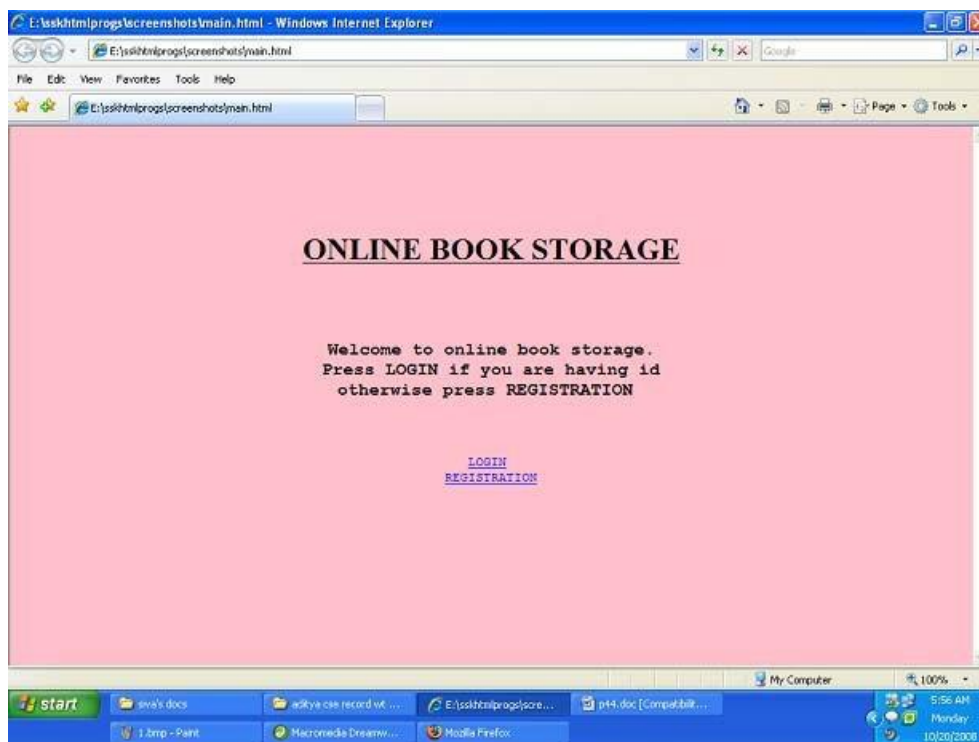 E:\sskhtmlprogs\screenshots\main.html - Windows Internet Explorer
E:\sskhtmlprogs\screenshots\main.html
Google
File Edit View Favorites Tools Help
E:\sskhtmlprogs\screenshots\main.html
Page Tools
ONLINE BOOK STORAGE
Welcome to online book storage.
Press LOGIN if you are having id
otherwise press REGISTRATION
LOGIN
REGISTRATION
My Computer 100%
start siva's docs aditya cse record wt ... E:\sskhtmlprogs\scre... p44.doc [Compatibilit... 5:56 AM
Monday
1.bmp - Paint Macromedia Dreamw... Mozilla Firefox 10/20/2008